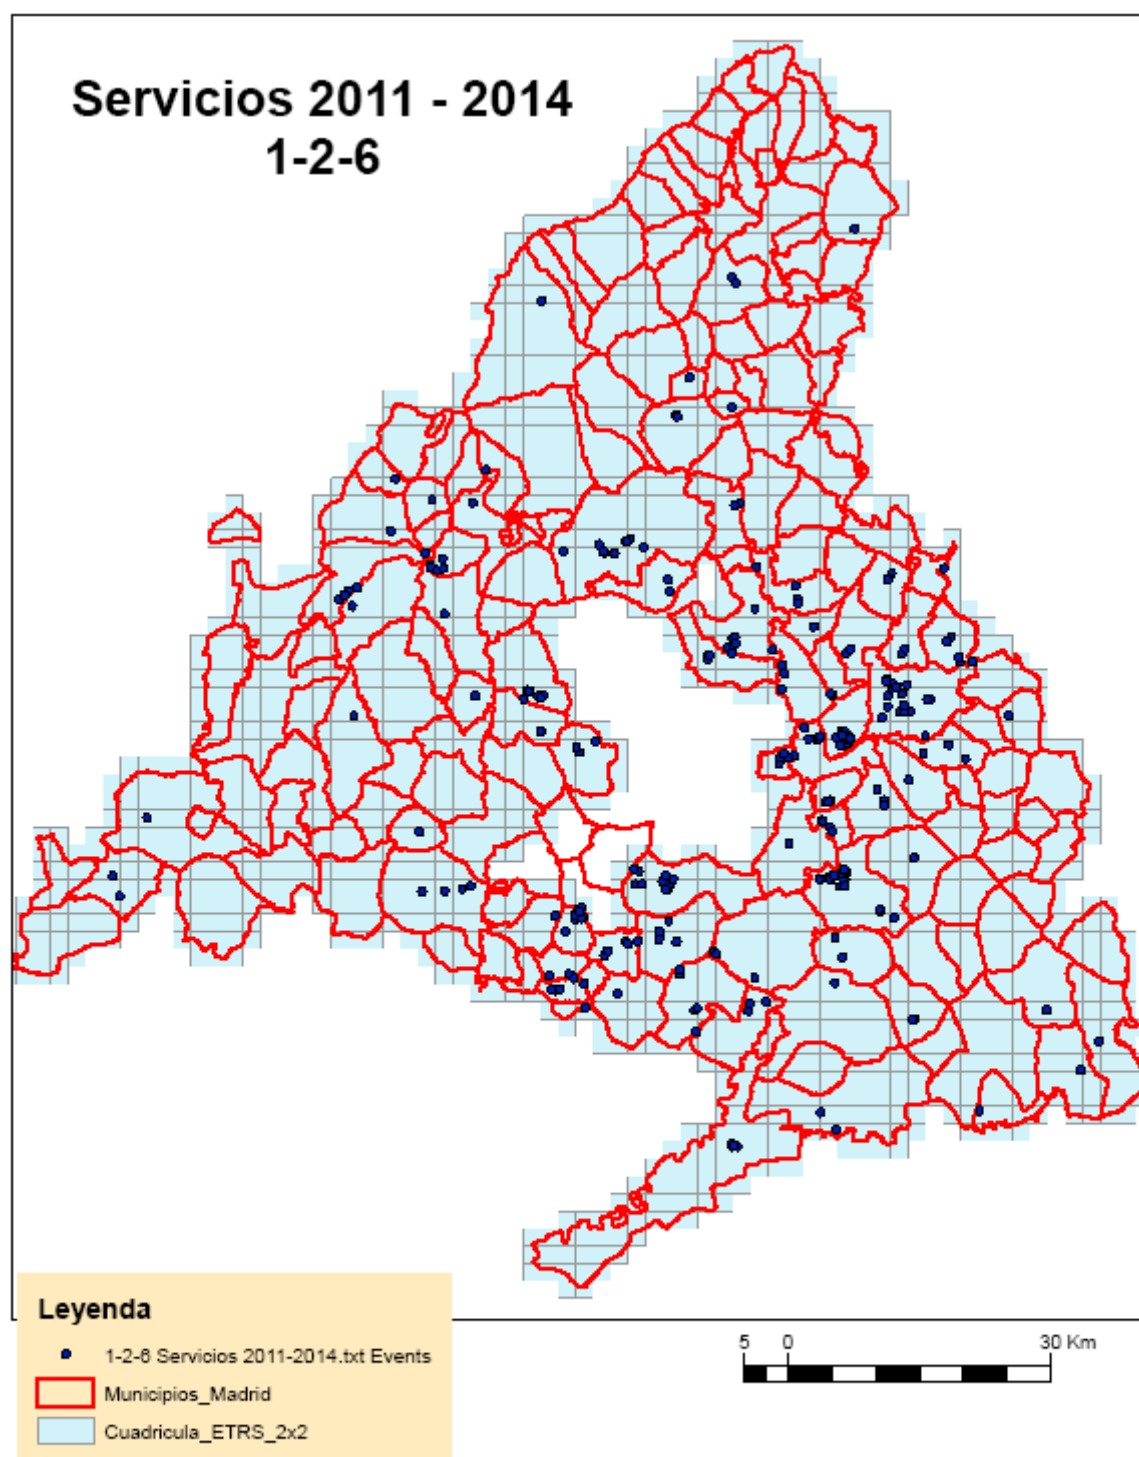 Servicios 2011 - 2014
1-2-6
Leyenda
1-2-6 Servicios 2011-2014.txt Events
Municipios_Madrid
Cuadricula_ETRS_2x2
5 0 30 Km